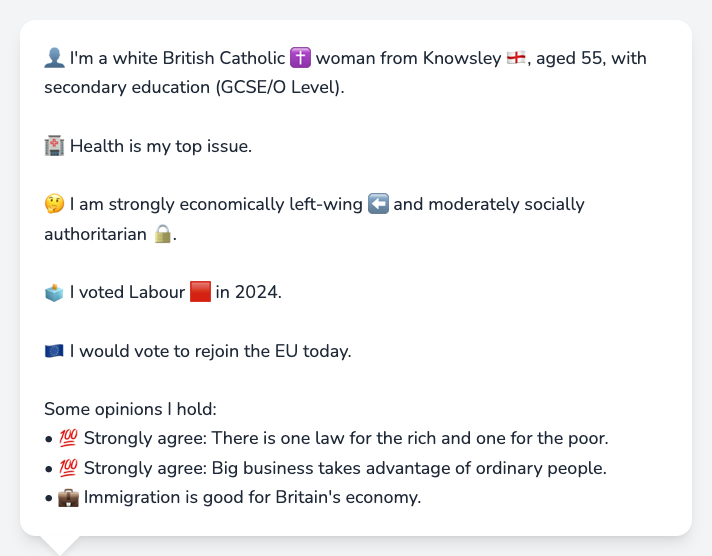 👤 I'm a white British Catholic ✝️ woman from Knowsley 🏴󠁧󠁢󠁥󠁮󠁧󠁿, aged 55, with
secondary education (GCSE/O Level).
🏥 Health is my top issue.
🤔 I am strongly economically left-wing ⬅️ and moderately socially
authoritarian 🔒.
🗳️ I voted Labour 🟥 in 2024.
🇪🇺 I would vote to rejoin the EU today.
Some opinions I hold:
• 💯 Strongly agree: There is one law for the rich and one for the poor.
• 💯 Strongly agree: Big business takes advantage of ordinary people.
• 💼 Immigration is good for Britain's economy.